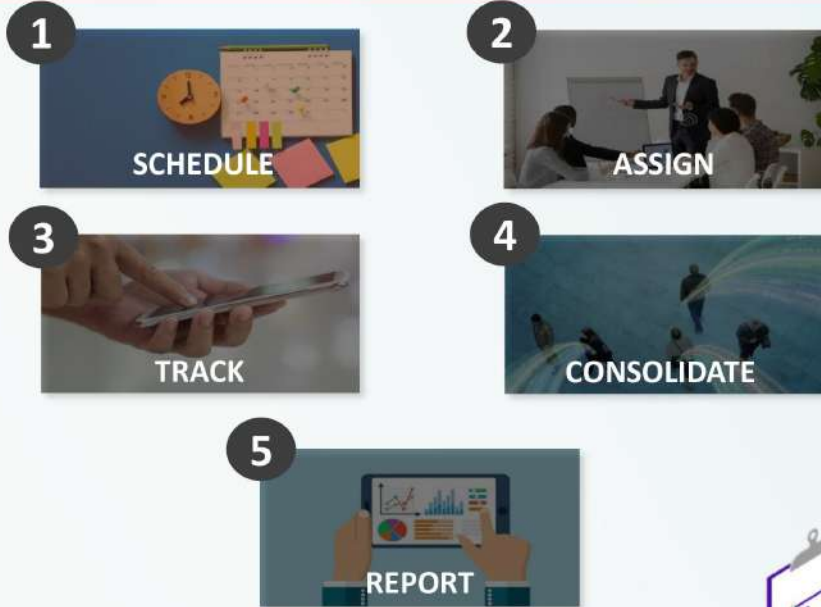 1
SCHEDULE
2
ASSIGN
3
TRACK
4
CONSOLIDATE
5
REPORT